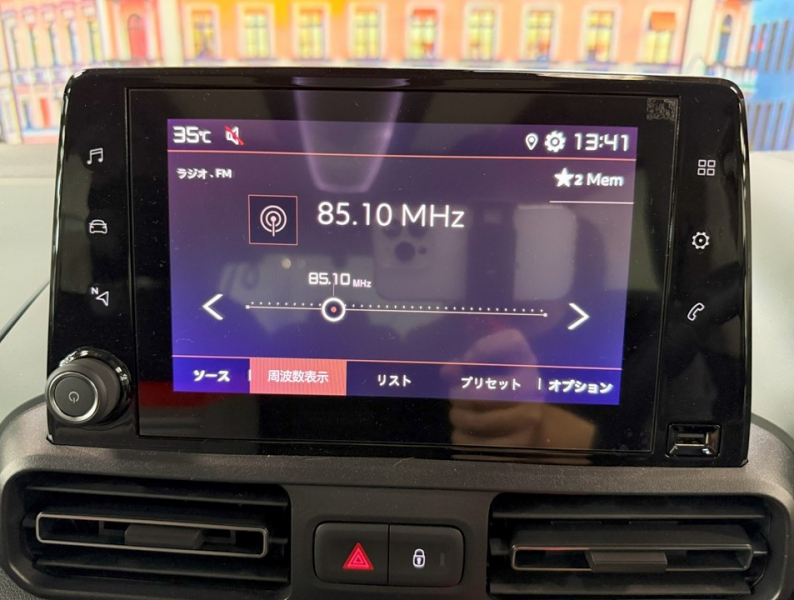 35℃ 13:41
ラジオ、FM ★2 Mem
85.10 MHz
85.10 MHz
N
ソース 周波数表示 リスト プリセット オプション